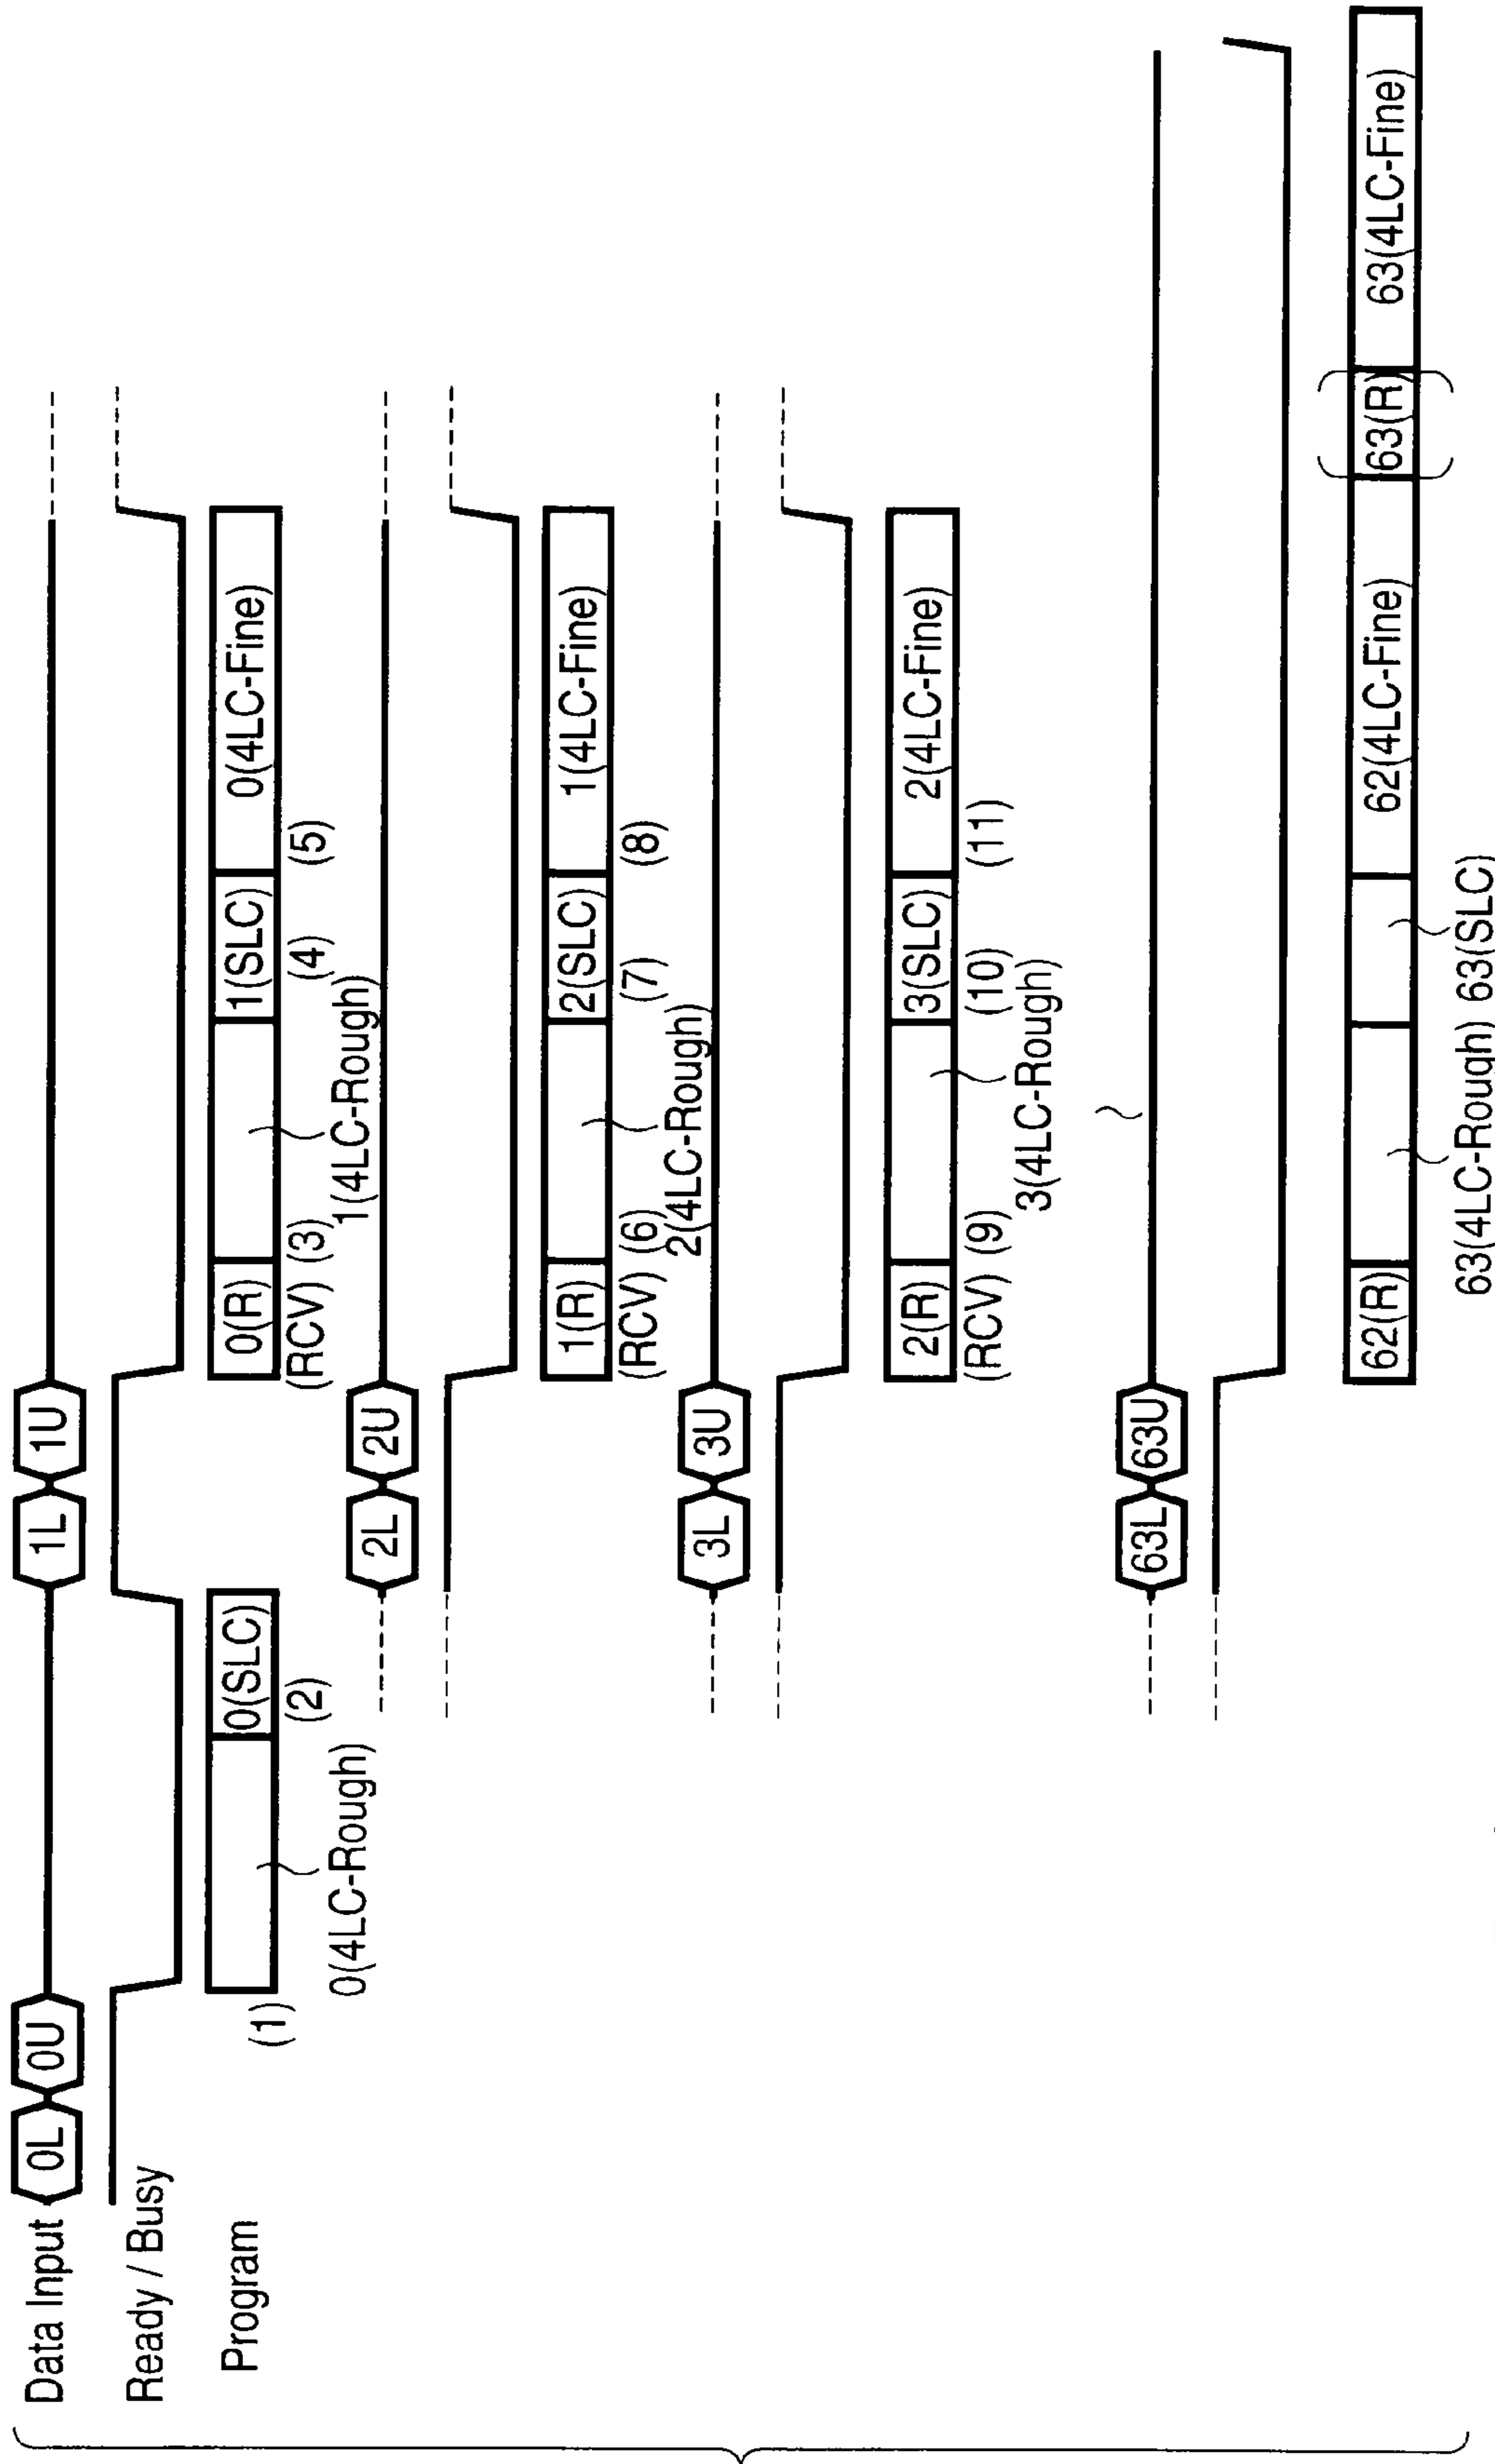 Data Input 0L 0U 1L 1U
Ready / Busy
Program 0(SLC) 0(R) 1(SLC) 0(4LC-Fine)
(1) (2) (RCV) (3) (4) (5)
0(4LC-Rough) 1(4LC-Rough)
2L 2U
1(R) 2(SLC) 1(4LC-Fine)
(RCV) (6) (7) (8)
2(4LC-Rough)
3L 3U
2(R) 3(SLC) 2(4LC-Fine)
(RCV) (9) (10) (11)
3(4LC-Rough)
63L 63U
62(R) 62(4LC-Fine) 63(R) 63(4LC-Fine)
63(4LC-Rough) 63(SLC)